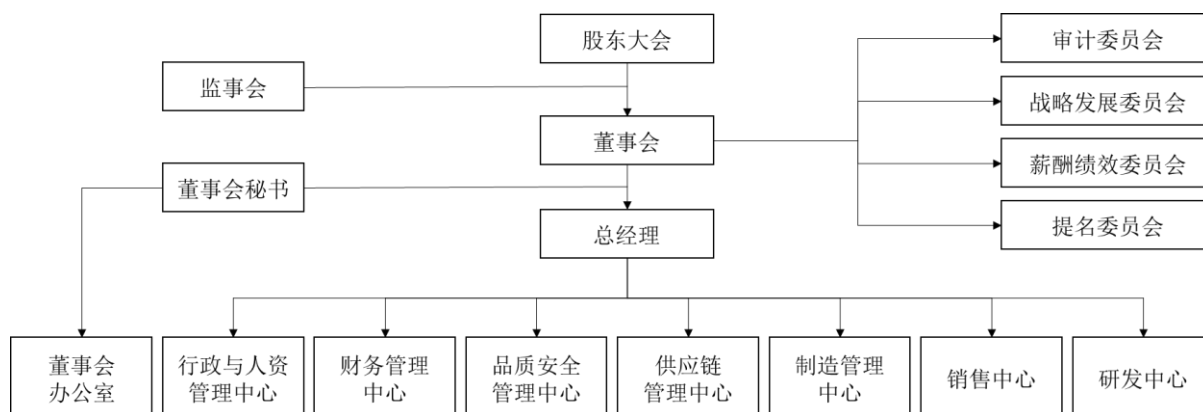 股东大会
审计委员会
监事会
战略发展委员会
董事会
薪酬绩效委员会
董事会秘书
提名委员会
总经理
董事会
办公室
行政与人资
管理中心
财务管理
中心
品质安全
管理中心
供应链
管理中心
制造管理
中心
销售中心
研发中心